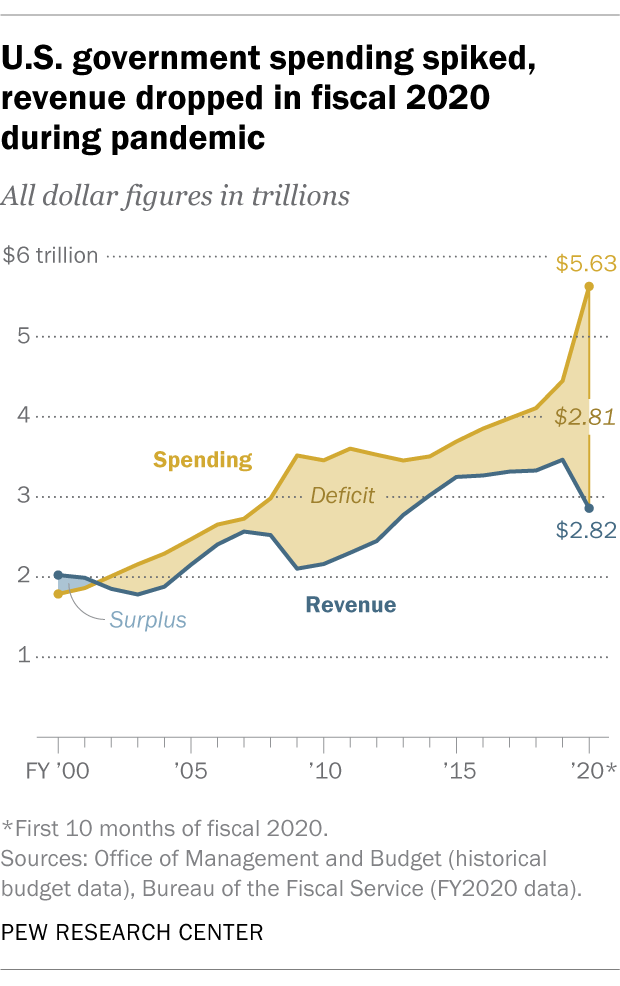 U.S. government spending spiked,
revenue dropped in fiscal 2020
during pandemic
All dollar figures in trillions
$6 trillion
$5.63
5
4
$2.81
Spending
3
Deficit
$2.82
2
Revenue
Surplus
1
FY ’00
’05
’10
’15
’20*
*First 10 months of fiscal 2020.
Sources: Office of Management and Budget (historical
budget data), Bureau of the Fiscal Service (FY2020 data).
PEW RESEARCH CENTER